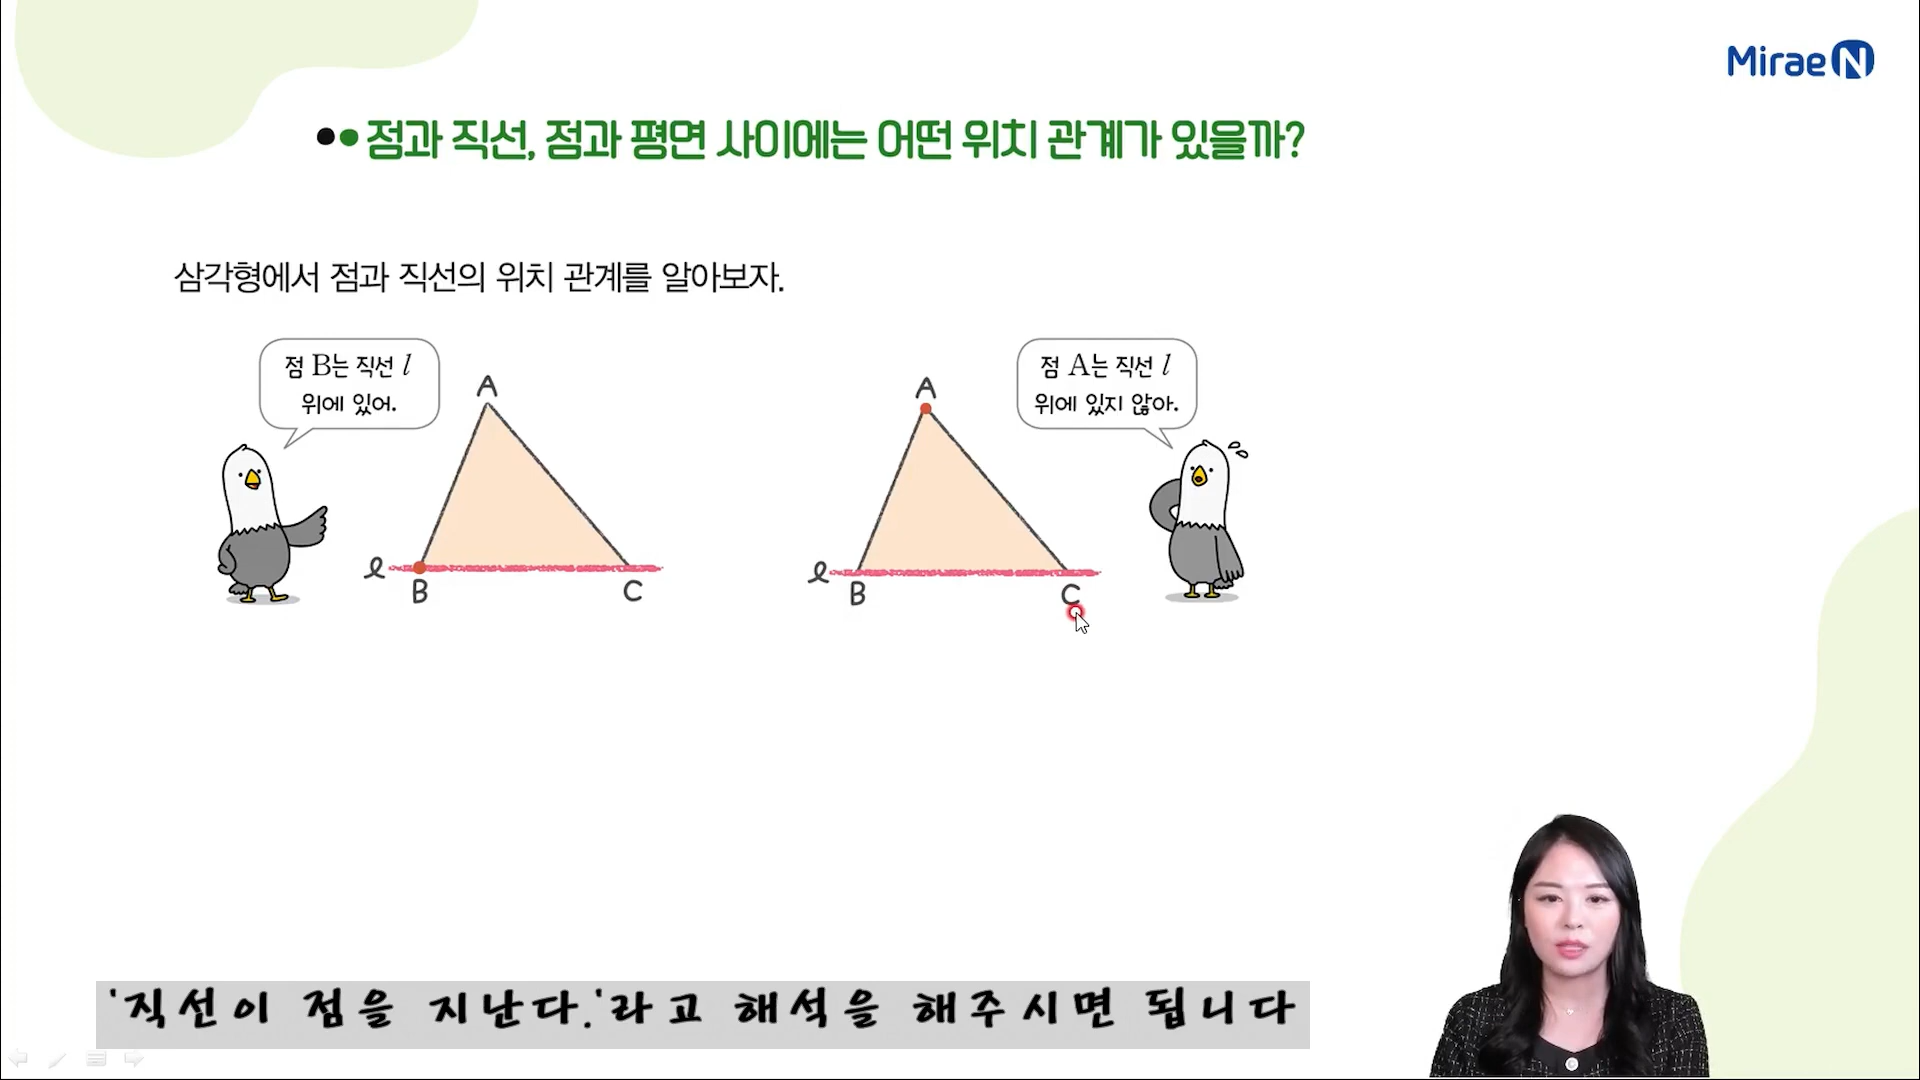 Mirae N
점과 직선, 점과 평면 사이에는 어떤 위치 관계가 있을까?
삼각형에서 점과 직선의 위치 관계를 알아보자.
점 B는 직선 l
위에 있어.
A
l
B
C
A
점 A는 직선 l
위에 있지 않아.
l
B
C
'직선이 점을 지난다.'라고 해석을 해주시면 됩니다